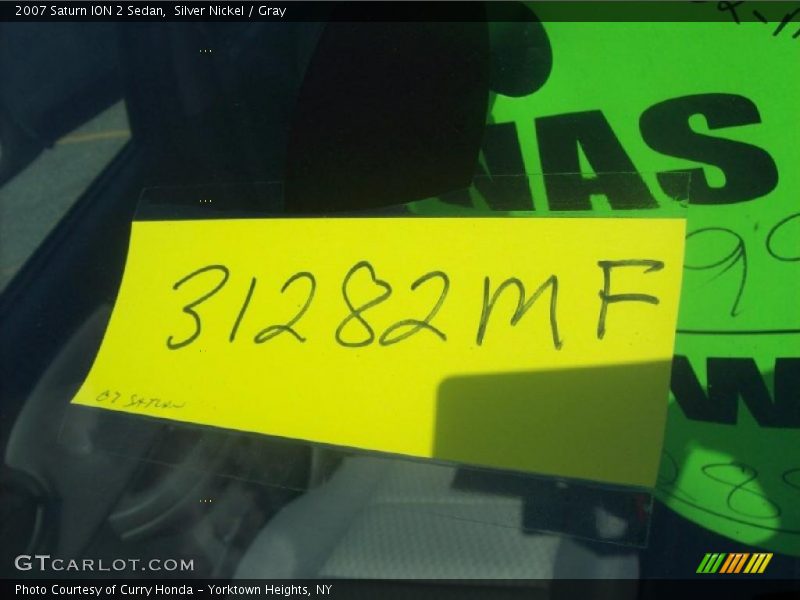 2007 Saturn ION 2 Sedan,  Silver Nickel / Gray
WAS
31282MF
07 SATURN
GTCARLOT.COM
Photo Courtesy of Curry Honda - Yorktown Heights, NY